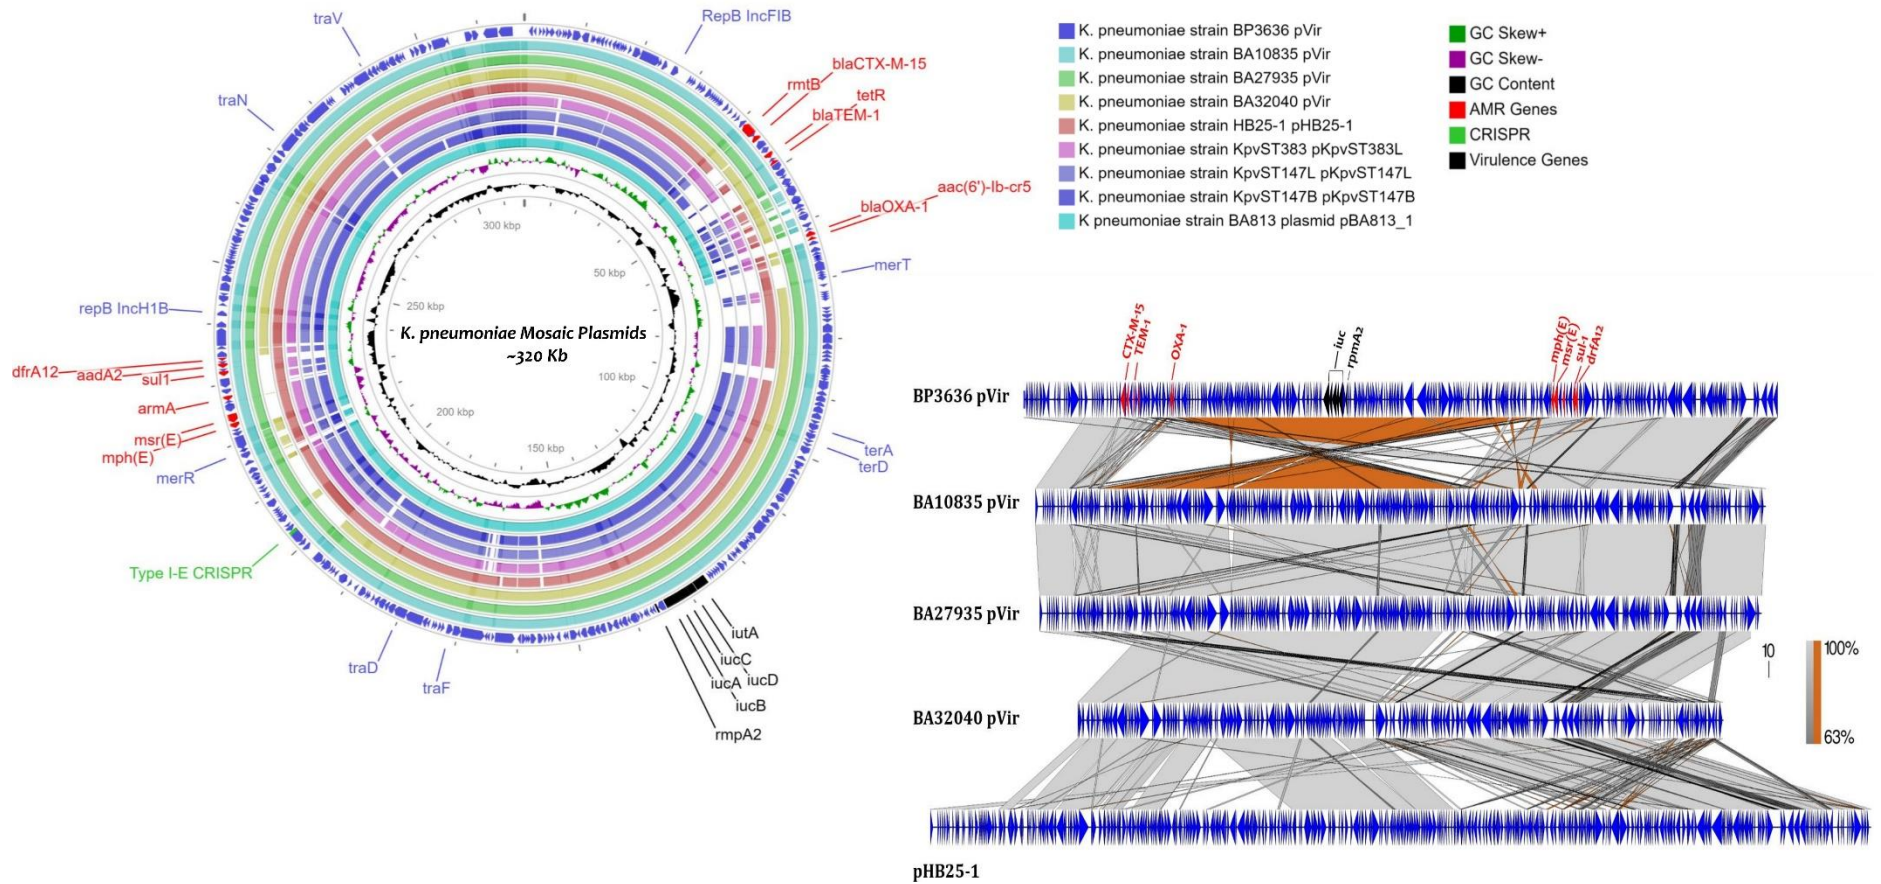 traV
RepB IncFIB
blaCTX-M-15
rmtB
tetR
blaTEM-1
traN
aac(6')-Ib-cr5
blaOXA-1
merT
repB IncH1B
dfrA12
aadA2
sul1
armA
msr(E)
mph(E)
merR
terA
terD
Type I-E CRISPR
traD
traF
iutA
iucC
iucD
iucA
iucB
rmpA2
300 kbp
50 kbp
250 kbp
100 kbp
200 kbp
150 kbp
K. pneumoniae Mosaic Plasmids
~320 Kb
K. pneumoniae strain BP3636 pVir
K. pneumoniae strain BA10835 pVir
K. pneumoniae strain BA27935 pVir
K. pneumoniae strain BA32040 pVir
K. pneumoniae strain HB25-1 pHB25-1
K. pneumoniae strain KpvST383 pKpvST383L
K. pneumoniae strain KpvST147L pKpvST147L
K. pneumoniae strain KpvST147B pKpvST147B
K pneumoniae strain BA813 plasmid pBA813_1
GC Skew+
GC Skew-
GC Content
AMR Genes
CRISPR
Virulence Genes
CTX-M-15
TEM-1
OXA-1
iuc
rpmA2
mph(E)
msr(E)
sul-1
drfA12
BP3636 pVir
BA10835 pVir
BA27935 pVir
BA32040 pVir
pHB25-1
10
100%
63%